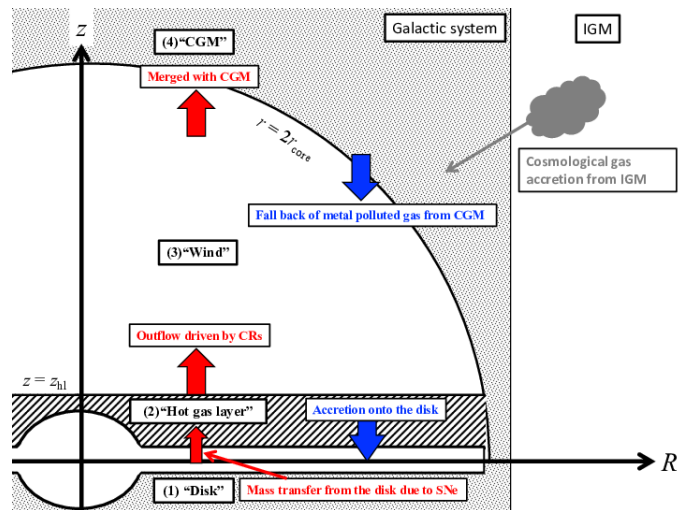 z
(4)“CGM”
Galactic system
IGM
Merged with CGM
r = 2r_core
Cosmological gas
accretion from IGM
Fall back of metal polluted gas from CGM
(3)“Wind”
Outflow driven by CRs
z = z_hl
(2)“Hot gas layer”
Accretion onto the disk
R
(1) “Disk”
Mass transfer from the disk due to SNe